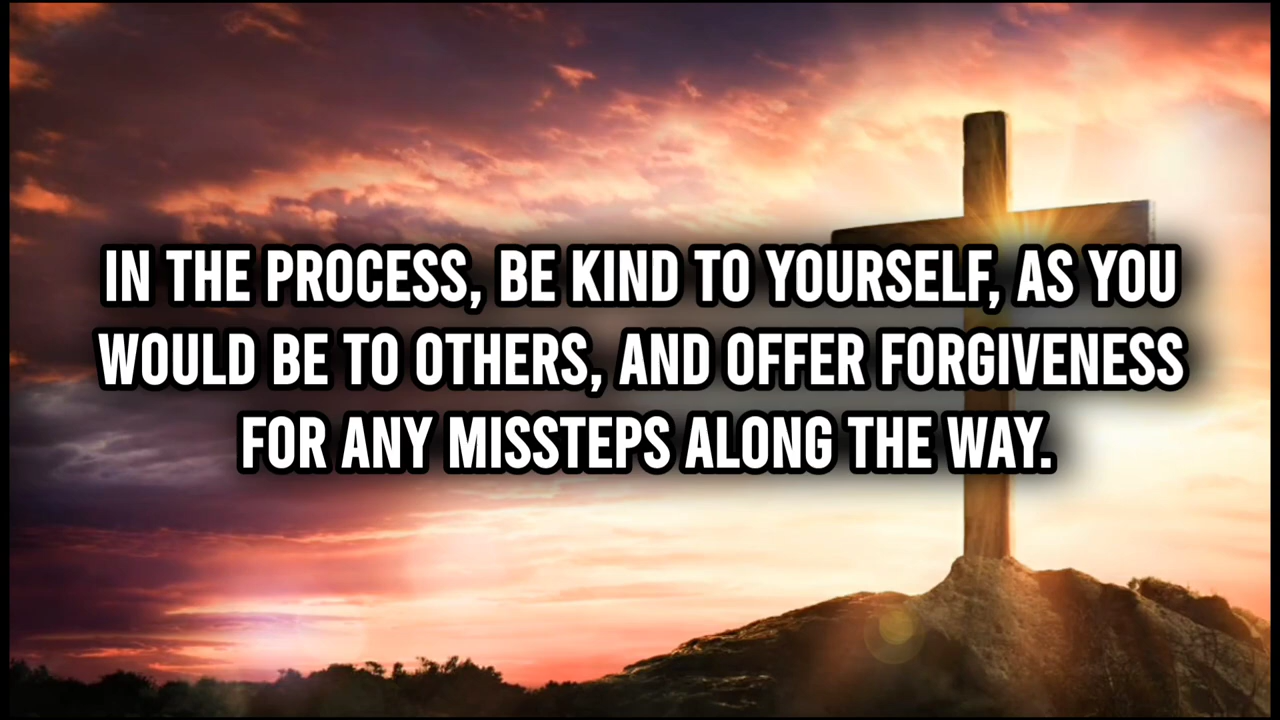 IN THE PROCESS, BE KIND TO YOURSELF, AS YOU
WOULD BE TO OTHERS, AND OFFER FORGIVENESS
FOR ANY MISSTEPS ALONG THE WAY.